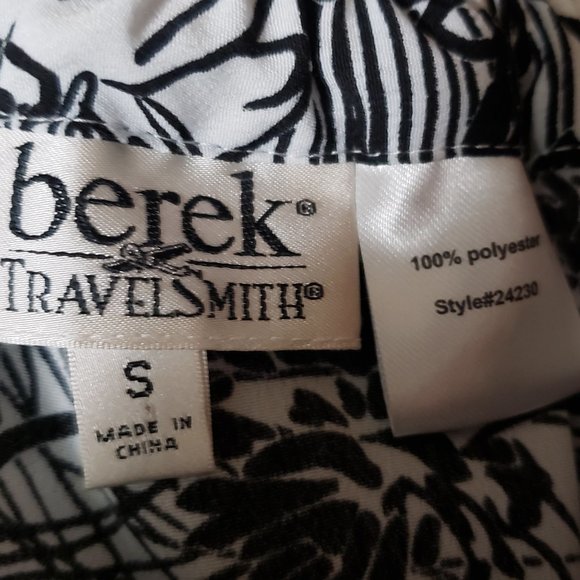 berek®
TRAVELSMITH®
S
MADE IN
CHINA
100% polyester
Style#24230